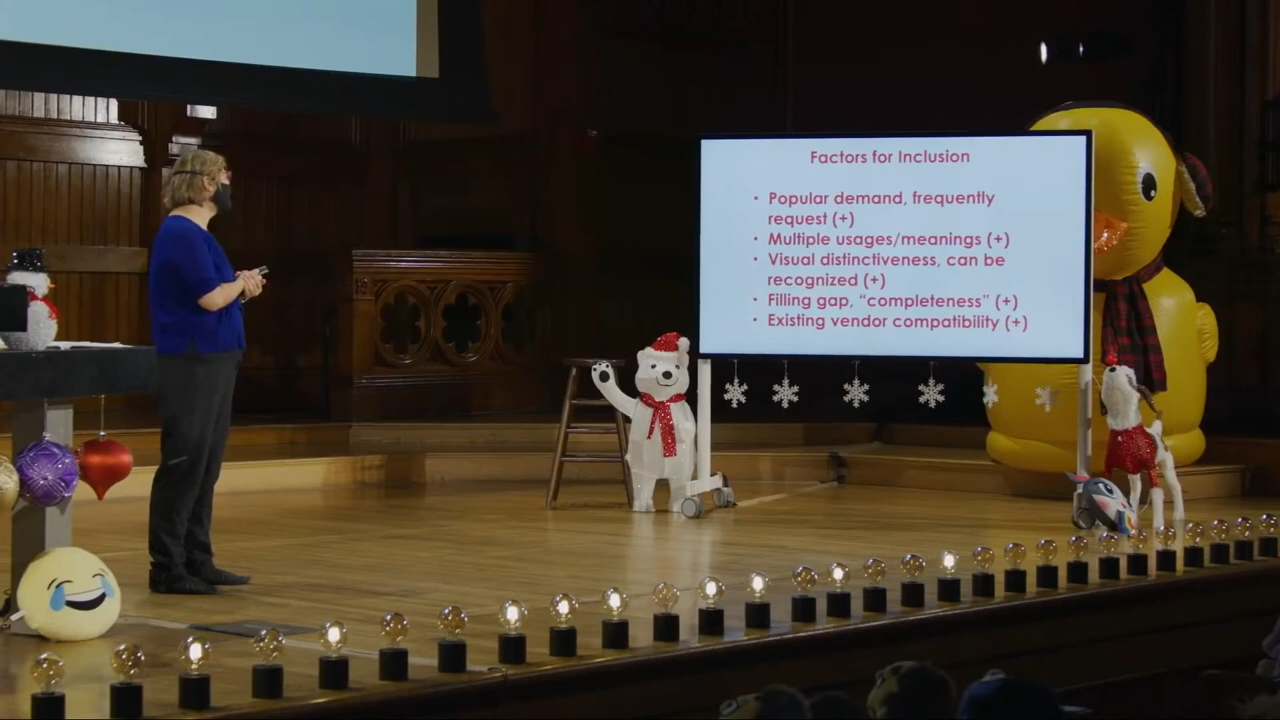 Factors for Inclusion
• Popular demand, frequently
request (+)
• Multiple usages/meanings (+)
• Visual distinctiveness, can be
recognized (+)
• Filling gap, “completeness” (+)
• Existing vendor compatibility (+)